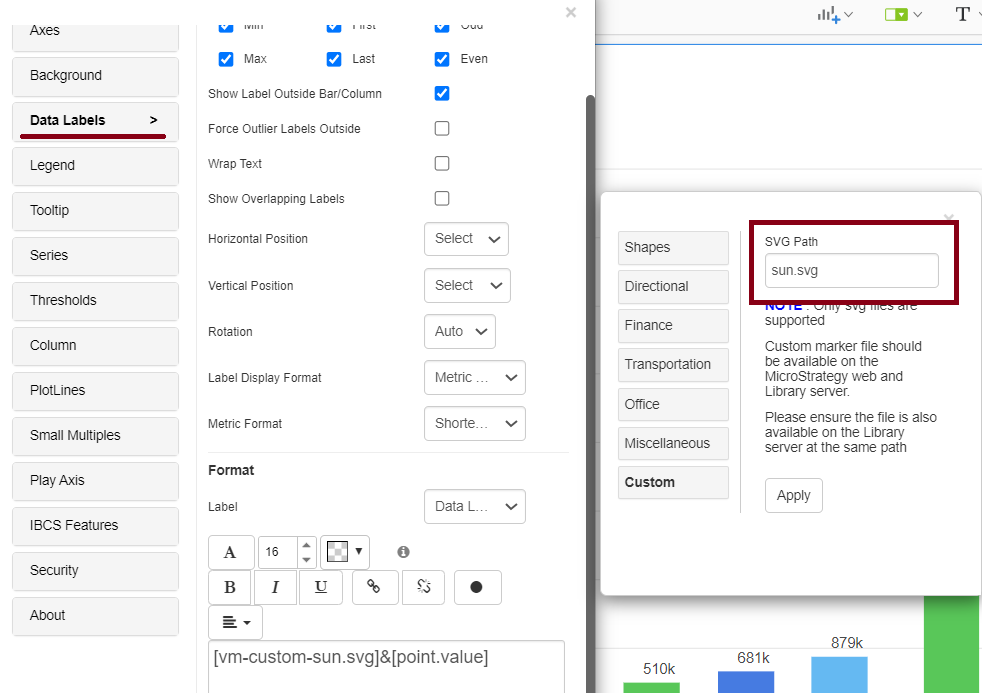 Axes
Background
Data Labels >
Legend
Tooltip
Series
Thresholds
Column
PlotLines
Small Multiples
Play Axis
IBCS Features
Security
About
×
Min First Odd
Max Last Even
Show Label Outside Bar/Column
Force Outlier Labels Outside
Wrap Text
Show Overlapping Labels
Horizontal Position Select
Vertical Position Select
Rotation Auto
Label Display Format Metric ...
Metric Format Shorte...
Format
Label Data L...
A 16
B I U
[vm-custom-sun.svg]&[point.value]
T
×
Shapes
Directional
Finance
Transportation
Office
Miscellaneous
Custom
SVG Path
sun.svg
NOTE : Only svg files are
supported
Custom marker file should
be available on the
MicroStrategy web and
Library server.
Please ensure the file is also
available on the Library
server at the same path
Apply
510k
681k
879k